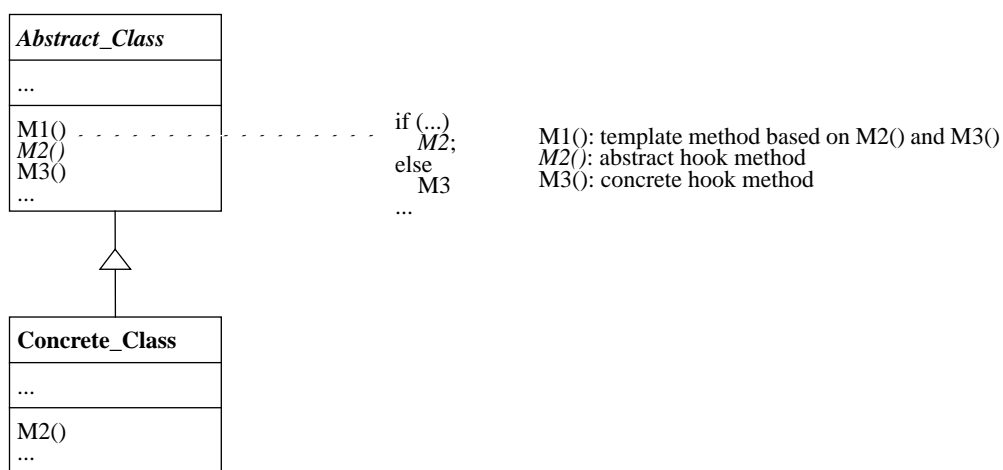 Abstract_Class
...
M1()
M2()
M3()
...
if (...)
M2;
else
M3
...
M1(): template method based on M2() and M3()
M2(): abstract hook method
M3(): concrete hook method
Concrete_Class
...
M2()
...